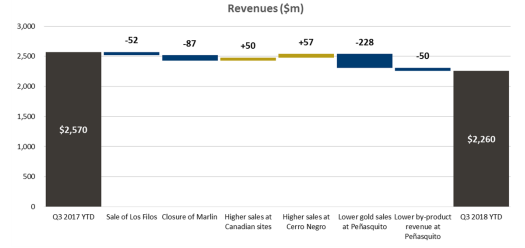 Revenues ($m)
3,000
2,500
2,000
1,500
1,000
500
0
$2,570
-52
-87
+50
+57
-228
-50
$2,260
Q3 2017 YTD
Sale of Los Filos
Closure of Marlin
Higher sales at
Canadian sites
Higher sales at
Cerro Negro
Lower gold sales
at Peñasquito
Lower by-product
revenue at
Peñasquito
Q3 2018 YTD